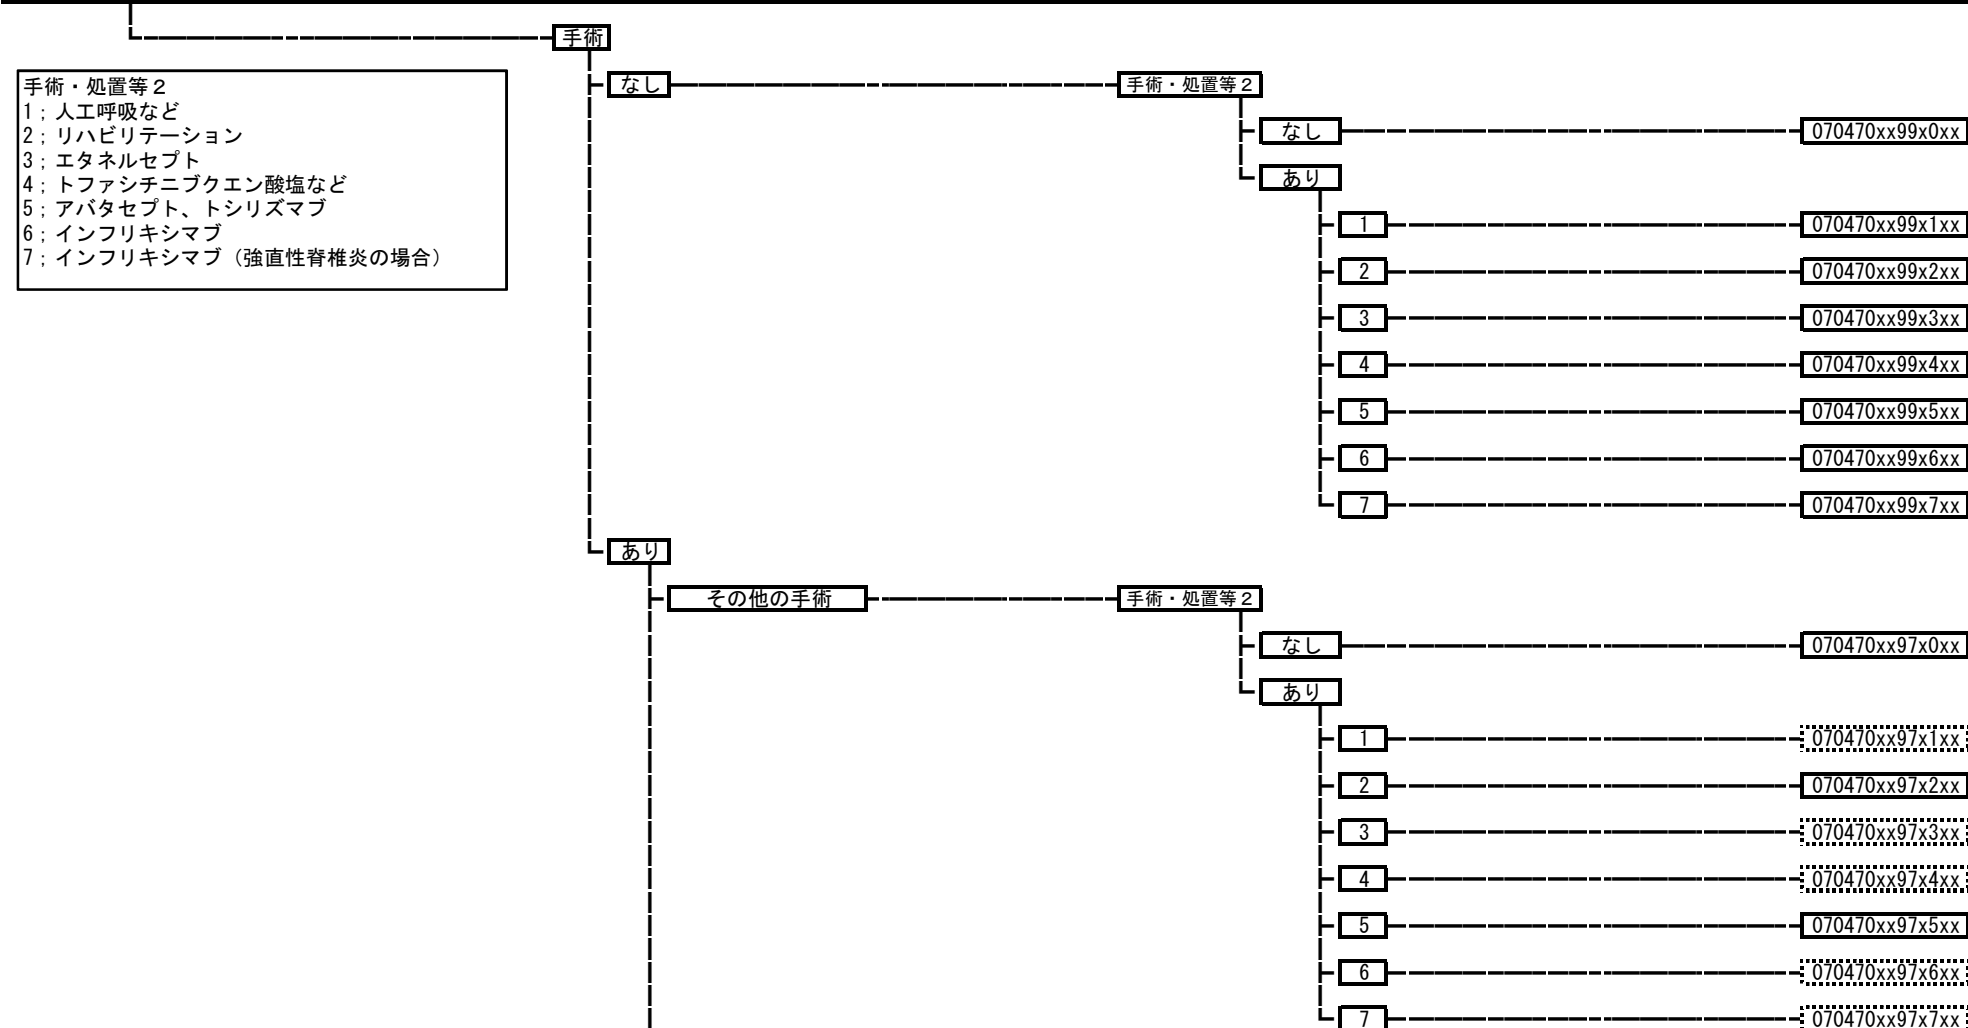 手術
手術・処置等２
1；人工呼吸など
2；リハビリテーション
3；エタネルセプト
4；トファシチニブクエン酸塩など
5；アバタセプト、トシリズマブ
6；インフリキシマブ
7；インフリキシマブ（強直性脊椎炎の場合）
なし 手術・処置等２
なし 070470xx99x0xx
あり
1 070470xx99x1xx
2 070470xx99x2xx
3 070470xx99x3xx
4 070470xx99x4xx
5 070470xx99x5xx
6 070470xx99x6xx
7 070470xx99x7xx
あり
その他の手術 手術・処置等２
なし 070470xx97x0xx
あり
1 070470xx97x1xx
2 070470xx97x2xx
3 070470xx97x3xx
4 070470xx97x4xx
5 070470xx97x5xx
6 070470xx97x6xx
7 070470xx97x7xx